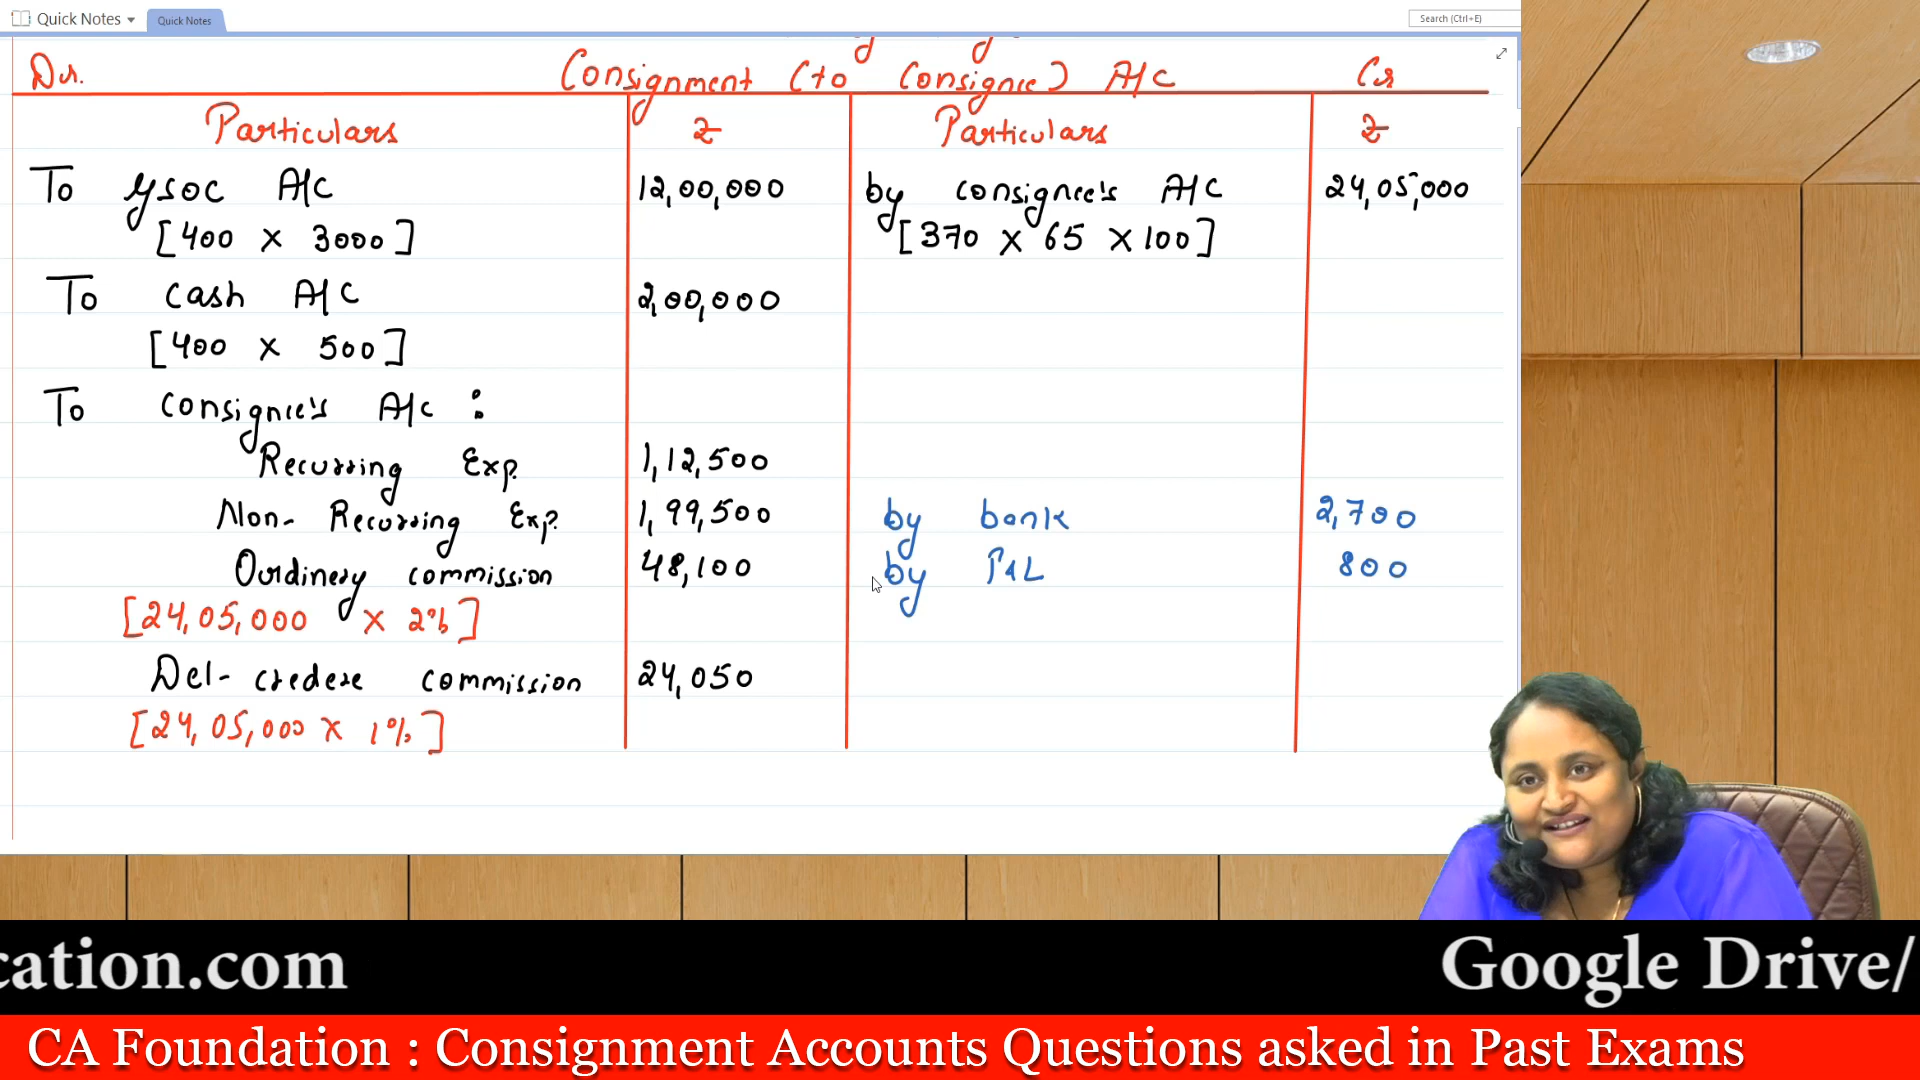 Quick Notes
Quick Notes
Search (Ctrl+E)
Dr. Consignment (to Consignee) A/C Cr
Particulars ₹ Particulars ₹
To GSOC A/C 12,00,000 by consignee's A/C 24,05,000
[400 × 3000] [370 × 65 × 100]
To cash A/C 2,00,000
[400 × 500]
To consignee's A/c :
Recurring Exp. 1,12,500
Non-Recurring Exp. 1,99,500 by bank 2,700
Ordinery commission 48,100 by P&L 800
[24,05,000 × 2%]
Del-credere commission 24,050
[24,05,000 × 1%]
cation.com Google Drive/
CA Foundation : Consignment Accounts Questions asked in Past Exams